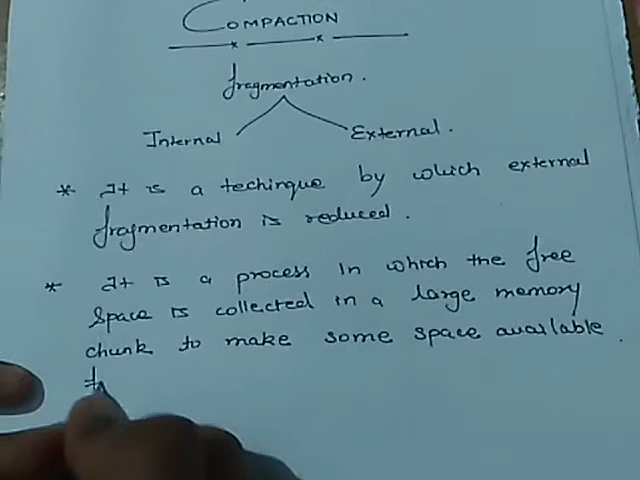 COMPACTION
fragmentation.
Internal External.
* It is a techinque by which external
fragmentation is reduced.
* It is a process in which the free
space is collected in a large memory
chunk to make some space available.